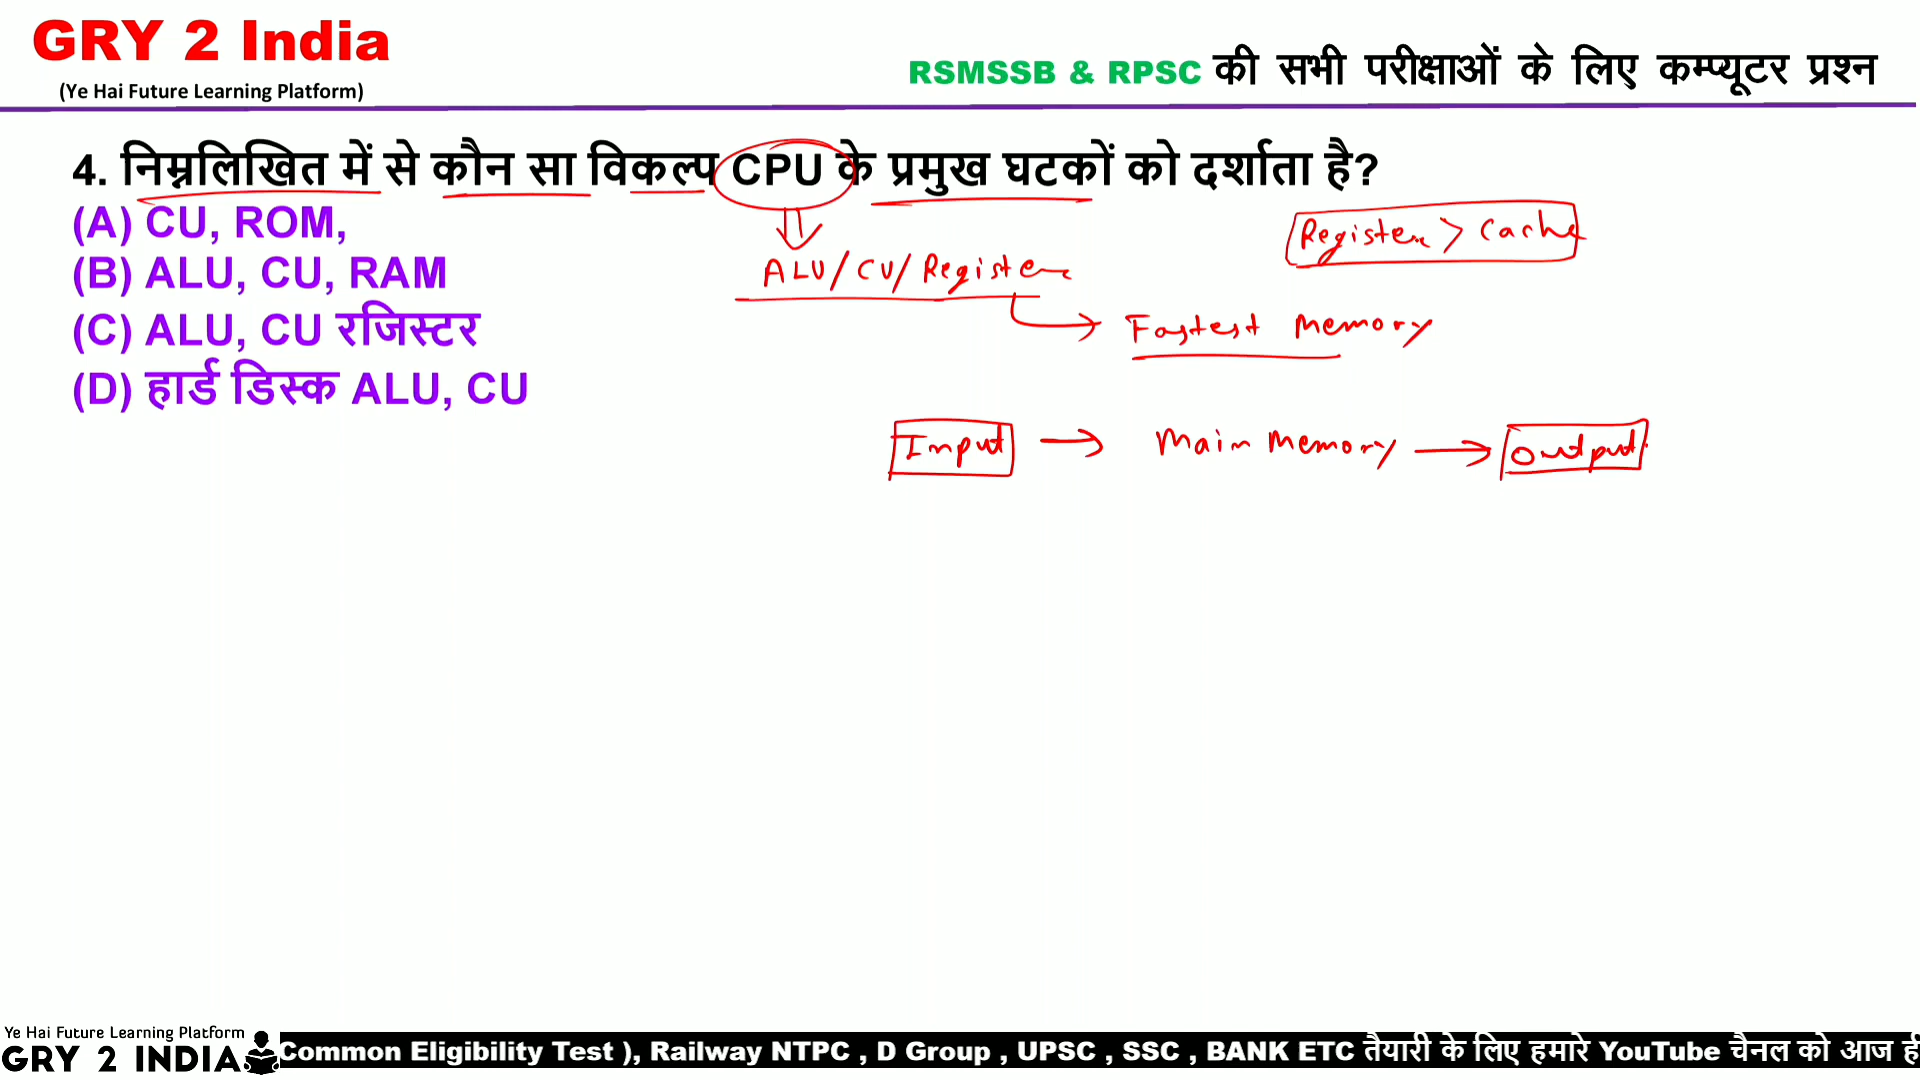 GRY 2 India
(Ye Hai Future Learning Platform)
RSMSSB & RPSC की सभी परीक्षाओं के लिए कम्प्यूटर प्रश्न
4. निम्नलिखित में से कौन सा विकल्प CPU के प्रमुख घटकों को दर्शाता है?
(A) CU, ROM,
(B) ALU, CU, RAM
(C) ALU, CU रजिस्टर
(D) हार्ड डिस्क ALU, CU
Register > Cache
ALU/CU/Register
Fastest Memory
Input → Main Memory → Output
Ye Hai Future Learning Platform
GRY 2 INDIA
Common Eligibility Test ), Railway NTPC , D Group , UPSC , SSC , BANK ETC तैयारी के लिए हमारे YouTube चैनल को आज ही